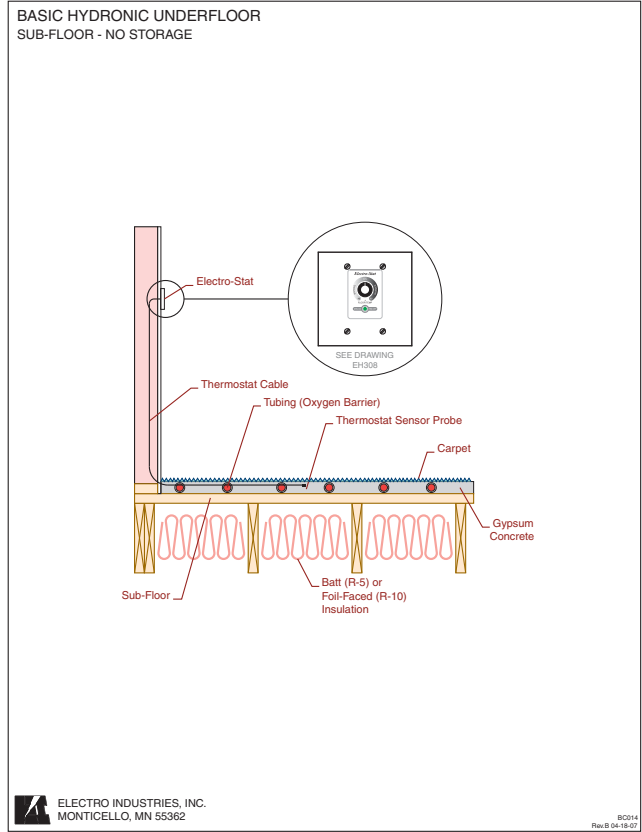 BASIC HYDRONIC UNDERFLOOR
SUB-FLOOR - NO STORAGE
Electro-Stat
Electro-Stat
SEE DRAWING
EH308
Thermostat Cable
Tubing (Oxygen Barrier)
Thermostat Sensor Probe
Carpet
Gypsum
Concrete
Batt (R-5) or
Foil-Faced (R-10)
Insulation
Sub-Floor
ELECTRO INDUSTRIES, INC.
MONTICELLO, MN 55362
BC014
Rev.B 04-18-07